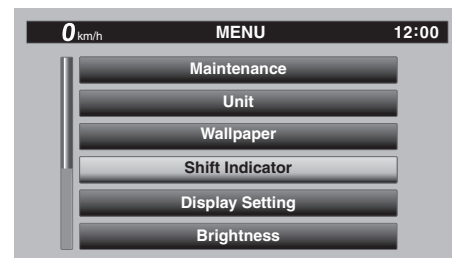 0 km/h MENU 12:00
Maintenance
Unit
Wallpaper
Shift Indicator
Display Setting
Brightness